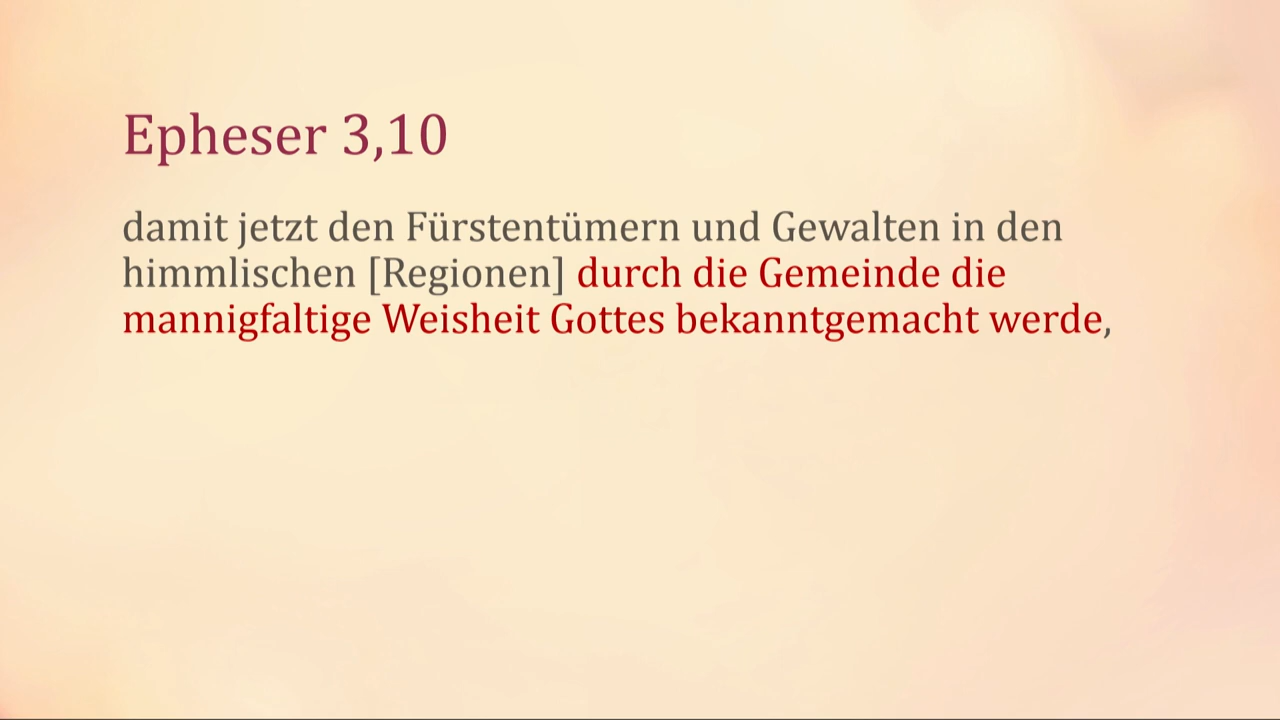 Epheser 3,10
damit jetzt den Fürstentümern und Gewalten in den
himmlischen [Regionen] durch die Gemeinde die
mannigfaltige Weisheit Gottes bekanntgemacht werde,